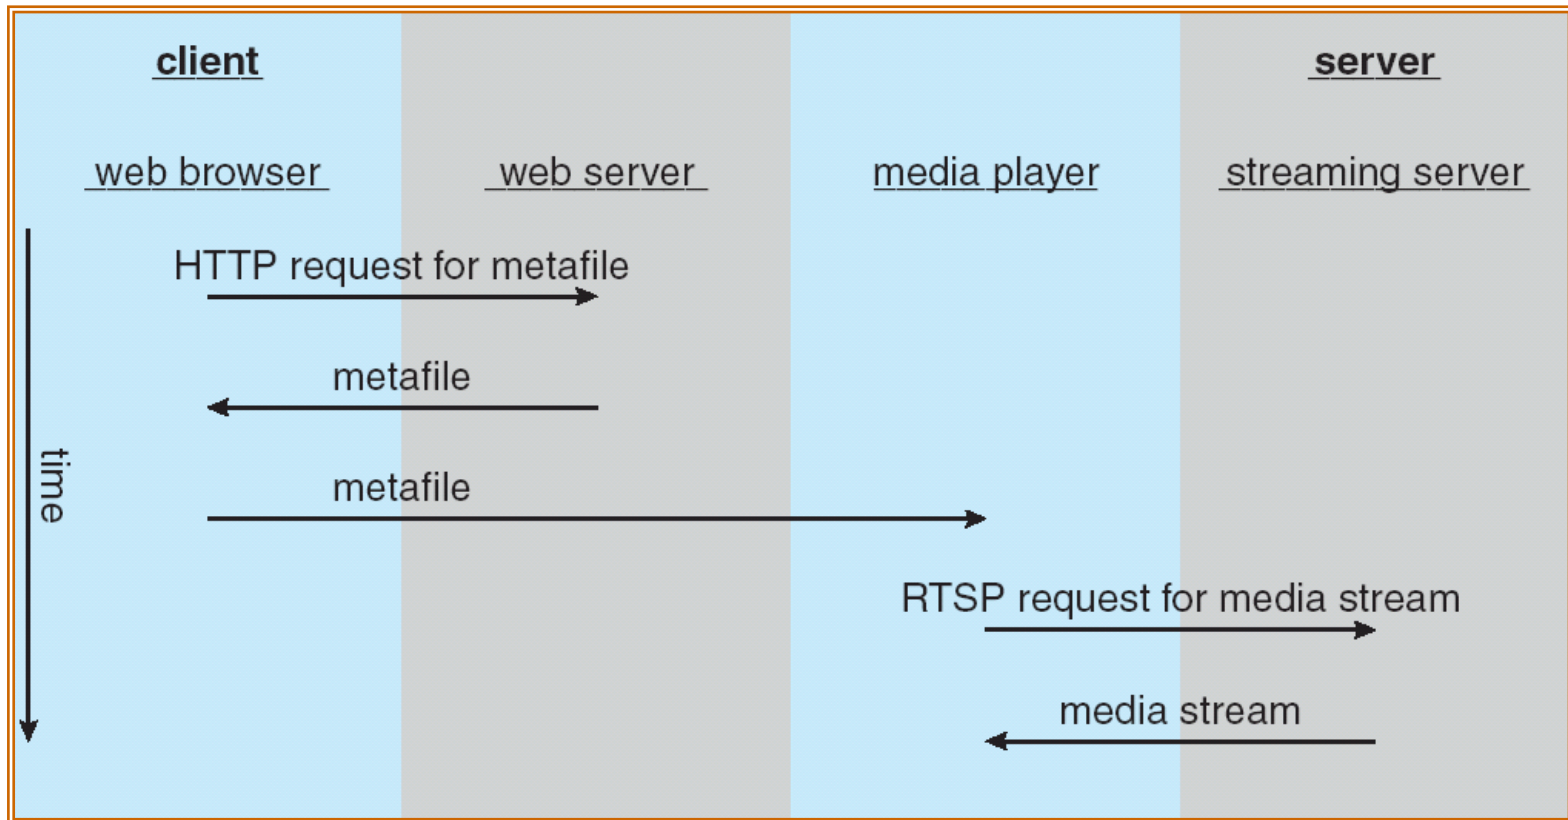 client
server
web browser
web server
media player
streaming server
HTTP request for metafile
metafile
time
metafile
RTSP request for media stream
media stream